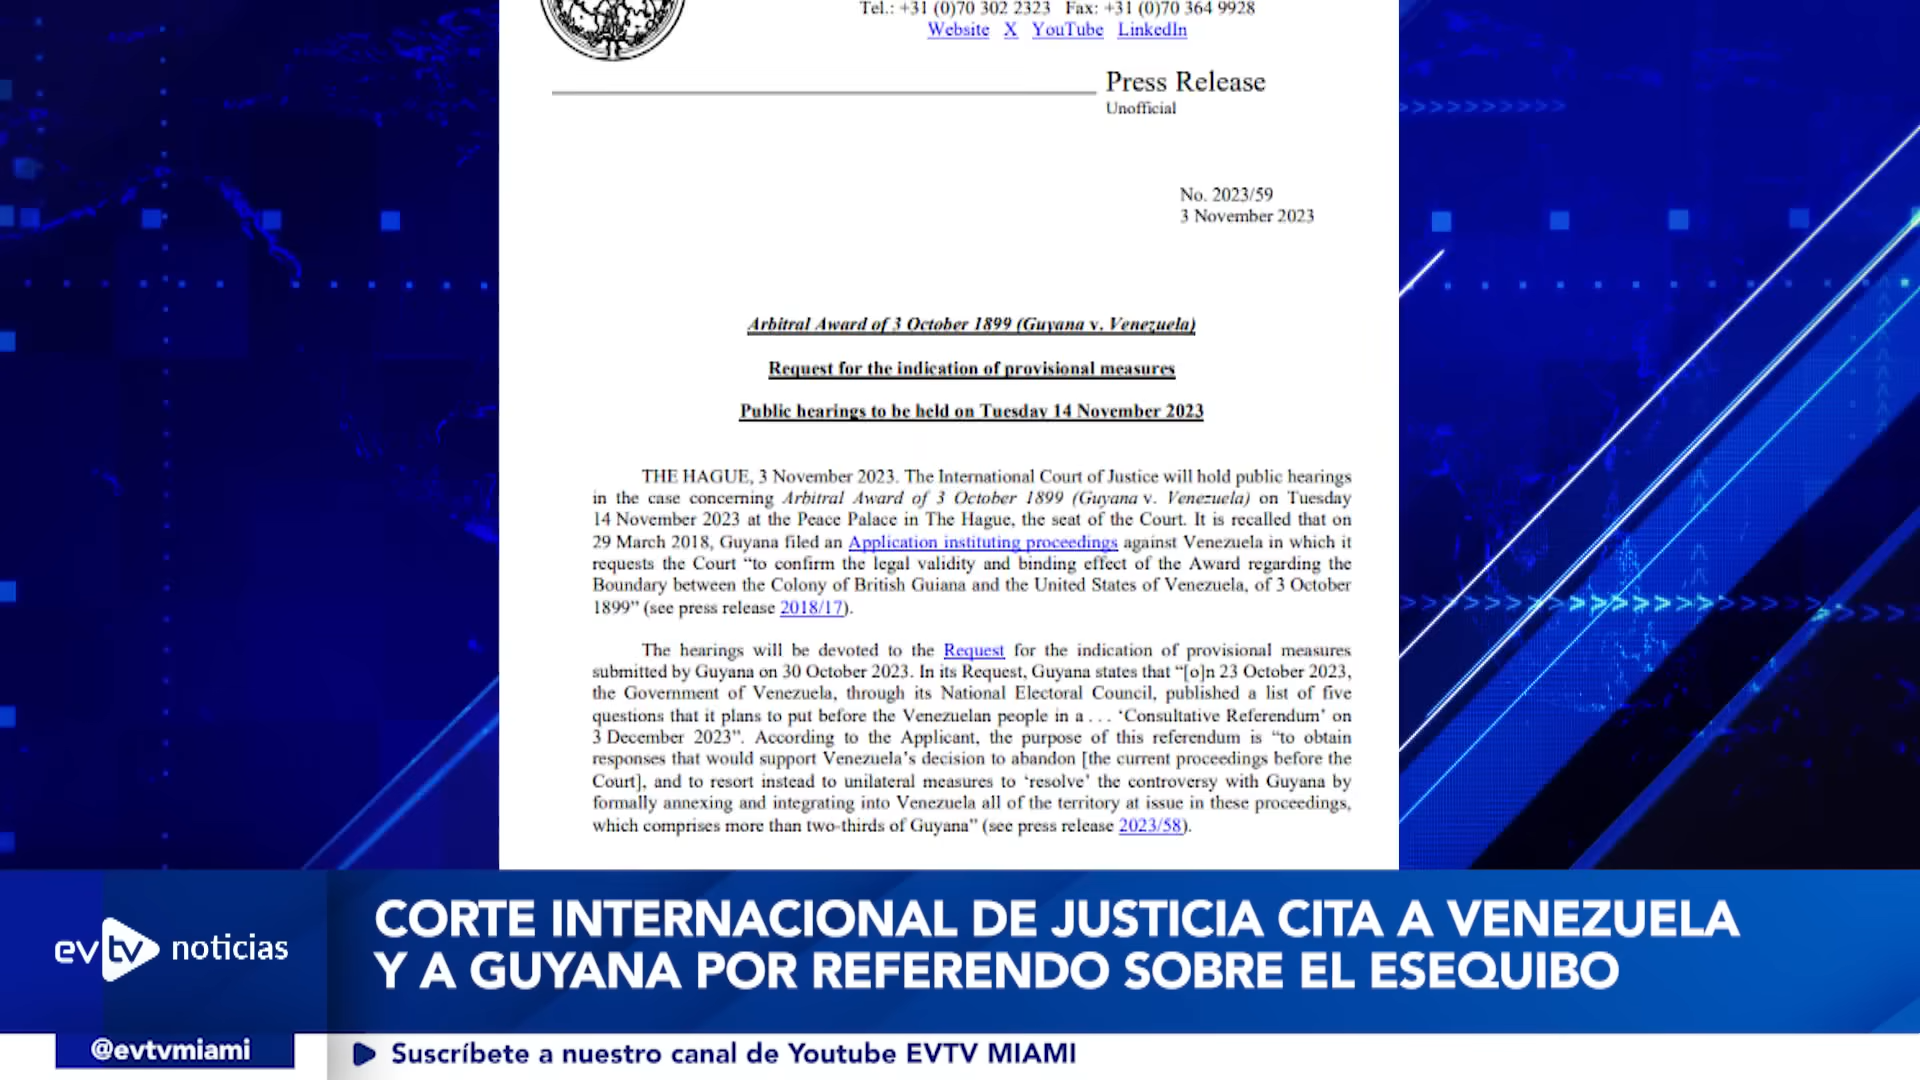 Tel.: +31 (0)70 302 2323   Fax: +31 (0)70 364 9928
Website   X   YouTube   LinkedIn
Press Release
Unofficial
No. 2023/59
3 November 2023
Arbitral Award of 3 October 1899 (Guyana v. Venezuela)
Request for the indication of provisional measures
Public hearings to be held on Tuesday 14 November 2023
THE HAGUE, 3 November 2023. The International Court of Justice will hold public hearings
in the case concerning Arbitral Award of 3 October 1899 (Guyana v. Venezuela) on Tuesday
14 November 2023 at the Peace Palace in The Hague, the seat of the Court. It is recalled that on
29 March 2018, Guyana filed an Application instituting proceedings against Venezuela in which it
requests the Court “to confirm the legal validity and binding effect of the Award regarding the
Boundary between the Colony of British Guiana and the United States of Venezuela, of 3 October
1899” (see press release 2018/17).
The hearings will be devoted to the Request for the indication of provisional measures
submitted by Guyana on 30 October 2023. In its Request, Guyana states that “[o]n 23 October 2023,
the Government of Venezuela, through its National Electoral Council, published a list of five
questions that it plans to put before the Venezuelan people in a . . . ‘Consultative Referendum’ on
3 December 2023”. According to the Applicant, the purpose of this referendum is “to obtain
responses that would support Venezuela’s decision to abandon [the current proceedings before the
Court], and to resort instead to unilateral measures to ‘resolve’ the controversy with Guyana by
formally annexing and integrating into Venezuela all of the territory at issue in these proceedings,
which comprises more than two-thirds of Guyana” (see press release 2023/58).
CORTE INTERNACIONAL DE JUSTICIA CITA A VENEZUELA
Y A GUYANA POR REFERENDO SOBRE EL ESEQUIBO
evtv noticias
@evtvmiami
Suscríbete a nuestro canal de Youtube EVTV MIAMI